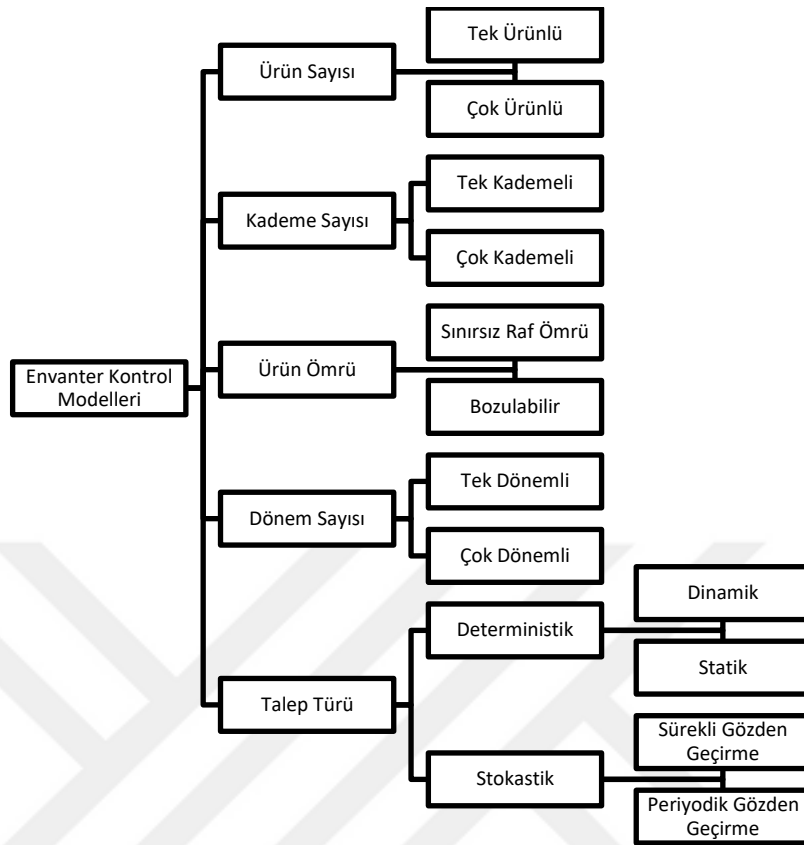 Envanter Kontrol
Modelleri
Ürün Sayısı
Tek Ürünlü
Çok Ürünlü
Kademe Sayısı
Tek Kademeli
Çok Kademeli
Ürün Ömrü
Sınırsız Raf Ömrü
Bozulabilir
Dönem Sayısı
Tek Dönemli
Çok Dönemli
Talep Türü
Deterministik
Dinamik
Statik
Stokastik
Sürekli Gözden
Geçirme
Periyodik Gözden
Geçirme